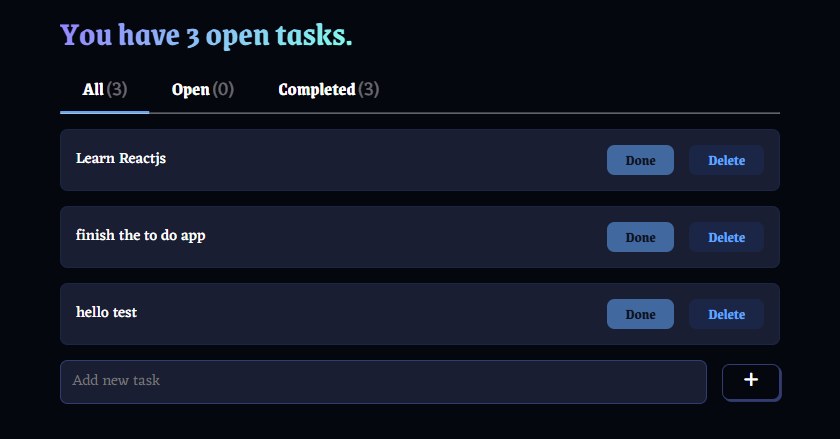 You have 3 open tasks.
All (3) Open (0) Completed (3)
Learn Reactjs Done Delete
finish the to do app Done Delete
hello test Done Delete
Add new task +